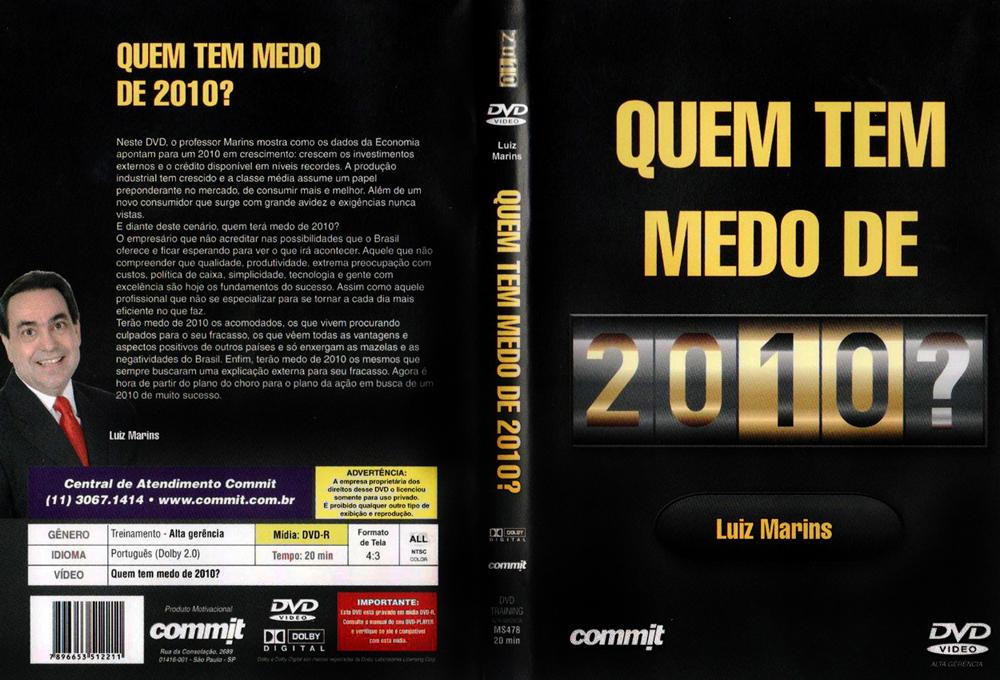 QUEM TEM MEDO
DE 2010?
Neste DVD, o professor Marins mostra como os dados da Economia
apontam para um 2010 em crescimento: crescem os investimentos
externos e o crédito disponível em níveis recordes. A produção
industrial tem crescido e a classe média assume um papel
preponderante no mercado, de consumir mais e melhor. Além de um
novo consumidor que surge com grande avidez e exigências nunca
vistas.
E diante deste cenário, quem terá medo de 2010?
O empresário que não acreditar nas possibilidades que o Brasil
oferece e ficar esperando para ver o que irá acontecer. Aquele que não
compreender que qualidade, produtividade, extrema preocupação com
custos, política de caixa, simplicidade, tecnologia e gente com
excelência são hoje os fundamentos do sucesso. Assim como aquele
profissional que não se especializar para se tornar a cada dia mais
eficiente no que faz.
Terão medo de 2010 os acomodados, os que vivem procurando
culpados para o seu fracasso, os que vêem todas as vantagens e
aspectos positivos de outros países e só enxergam as mazelas e as
negatividades do Brasil. Enfim, terão medo de 2010 os mesmos que
sempre buscaram uma explicação externa para seu fracasso. Agora é
hora de partir do plano do choro para o plano da ação em busca de um
2010 de muito sucesso.
Luiz Marins
Central de Atendimento Commit
(11) 3067.1414 • www.commit.com.br
ADVERTÊNCIA:
A empresa proprietária dos
direitos desse DVD o licenciou
somente para uso privado.
É proibido qualquer outro tipo de
exibição e reprodução.
GÊNERO Treinamento - Alta gerência
IDIOMA Português (Dolby 2.0)
VÍDEO Quem tem medo de 2010?
Mídia: DVD-R
Tempo: 20 min
Formato
de Tela
4:3
ALL
NTSC
COLOR
7896653512211
Produto Motivacional
commit
Rua da Consolação, 2689
01416-001 - São Paulo - SP
DVD
VIDEO
DOLBY
DIGITAL
IMPORTANTE:
Este DVD está gravado em mídia DVD-R.
Consulte o manual do seu DVD-PLAYER
e verifique se ele é compatível
com esta mídia.
Dolby e Dolby Digital são marcas registradas da Dolby Laboratories Licensing Corp.
2010
DVD
VIDEO
Luiz
Marins
QUEM TEM MEDO DE 2010?
DOLBY
DIGITAL
commit
DVD
TRAINING
MS478
20 min
QUEM TEM
MEDO DE
2010?
Luiz Marins
commit
DVD
VIDEO
ALTA GERÊNCIA